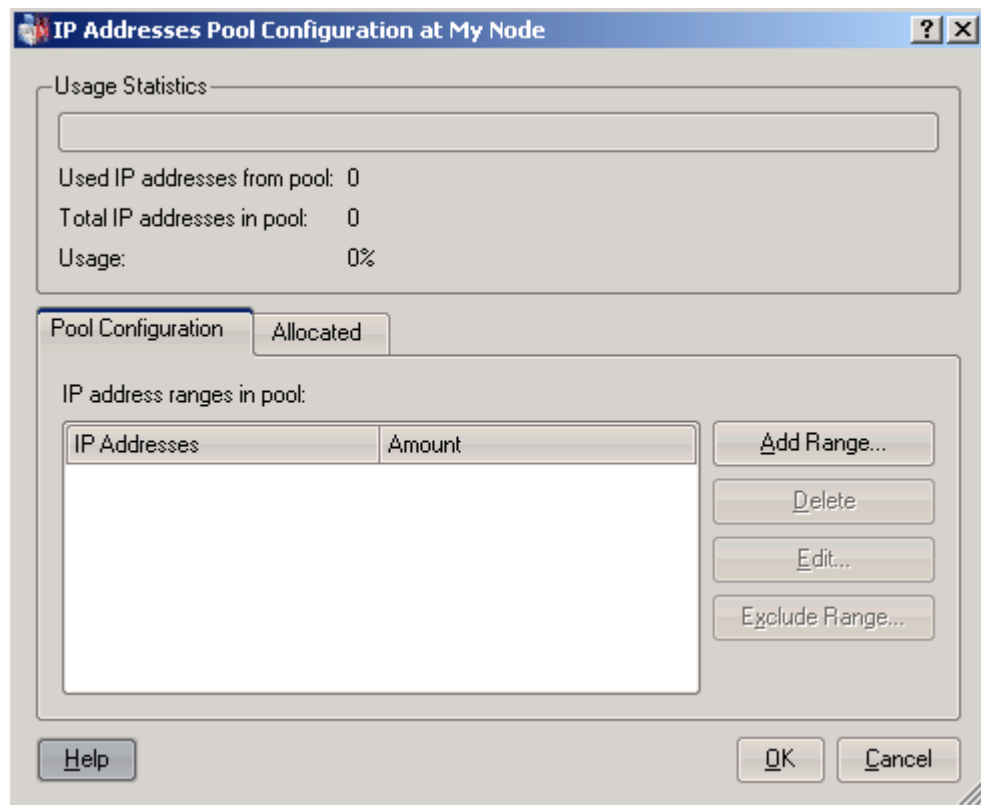 IP Addresses Pool Configuration at My Node
Usage Statistics
Used IP addresses from pool: 0
Total IP addresses in pool: 0
Usage: 0%
Pool Configuration Allocated
IP address ranges in pool:
IP Addresses Amount
Add Range...
Delete
Edit...
Exclude Range...
Help OK Cancel